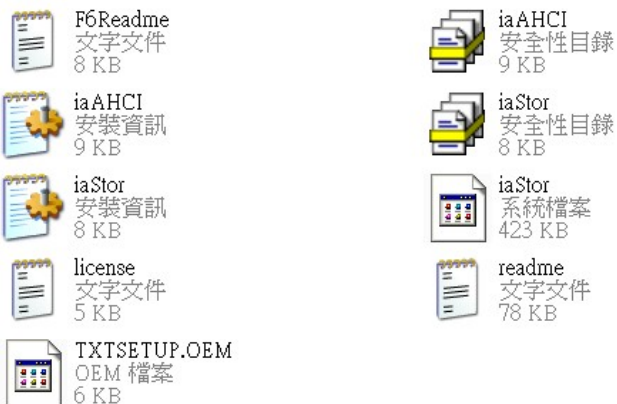 F6Readme
文字文件
8 KB
iaAHCI
安全性目錄
9 KB
iaAHCI
安裝資訊
9 KB
iaStor
安全性目錄
8 KB
iaStor
安裝資訊
8 KB
iaStor
系統檔案
423 KB
license
文字文件
5 KB
readme
文字文件
78 KB
TXTSETUP.OEM
OEM 檔案
6 KB